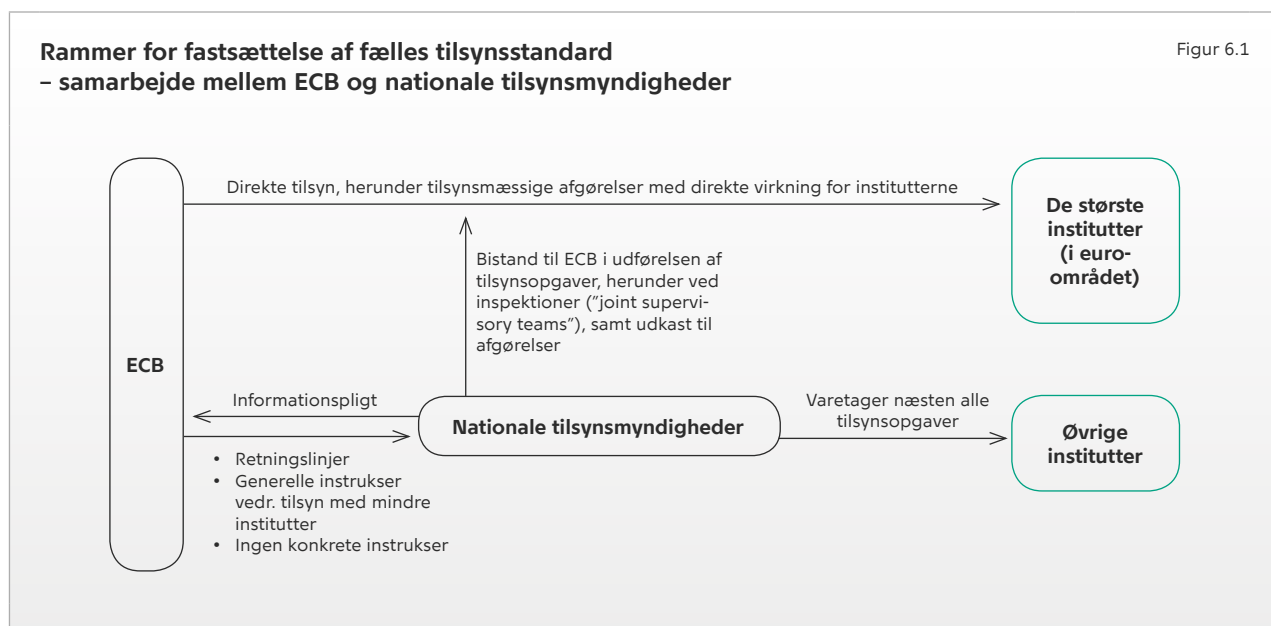 Rammer for fastsættelse af fælles tilsynsstandard
– samarbejde mellem ECB og nationale tilsynsmyndigheder
Figur 6.1
Direkte tilsyn, herunder tilsynsmæssige afgørelser med direkte virkning for institutterne
De største
institutter
(i euro-
området)
Bistand til ECB i udførelsen af
tilsynsopgaver, herunder ved
inspektioner (”joint supervi-
sory teams”), samt udkast til
afgørelser
ECB
Informationspligt
Nationale tilsynsmyndigheder
Varetager næsten alle
tilsynsopgaver
Øvrige
institutter
• Retningslinjer
• Generelle instrukser
vedr. tilsyn med mindre
institutter
• Ingen konkrete instrukser